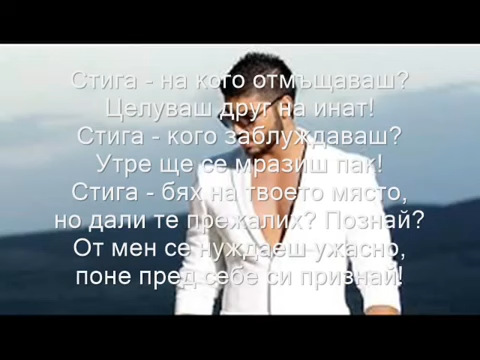 Стига - на кого отмъщаваш?
Целуваш друг на инат!
Стига - кого заблуждаваш?
Утре ще се мразиш пак!
Стига - бях на твоето място,
но дали те прежалих? Познай?
От мен се нуждаеш ужасно,
поне пред себе си признай!